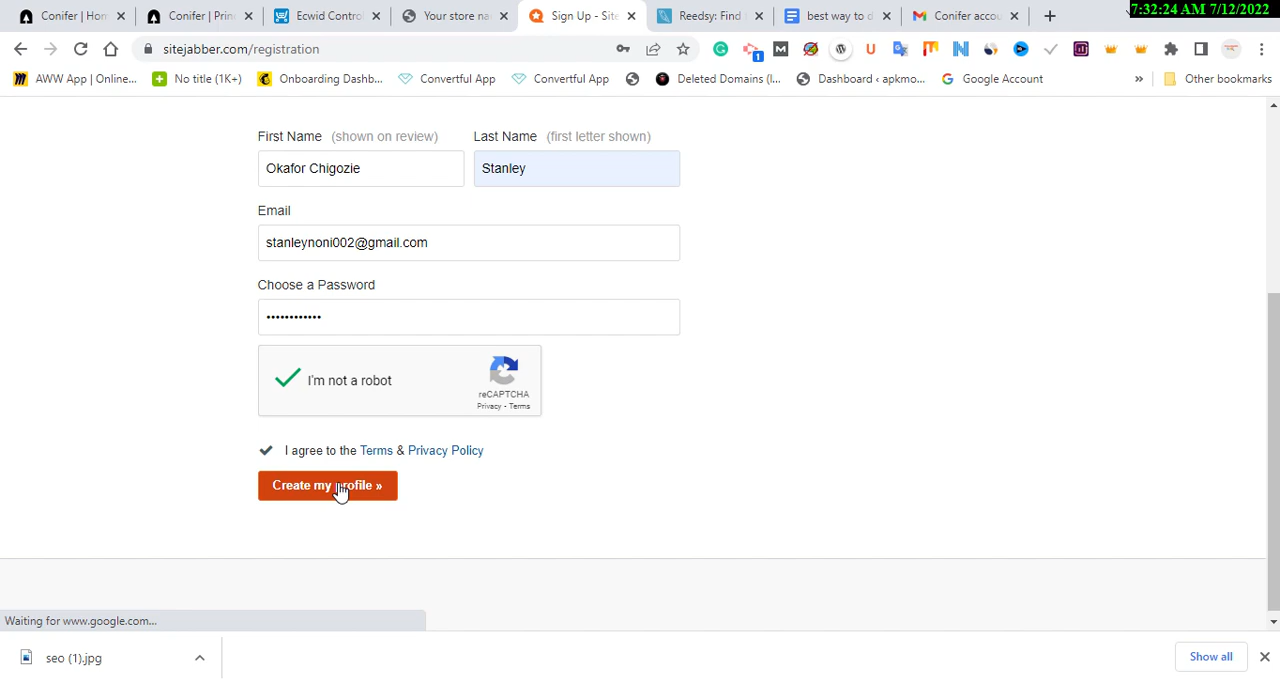 Conifer | Hom
Conifer | Prin
Ecwid Contro
Your store na
Sign Up - Site
Reedsy: Find
best way to d
Conifer accou
7:32:24 AM 7/12/2022
sitejabber.com/registration
AWW App | Online...
No title (1K+)
Onboarding Dashb...
Convertful App
Convertful App
Deleted Domains (I...
Dashboard ‹ apkmo...
Google Account
»
Other bookmarks
First Name (shown on review)
Last Name (first letter shown)
Okafor Chigozie
Stanley
Email
stanleynoni002@gmail.com
Choose a Password
••••••••••••
I'm not a robot
reCAPTCHA
Privacy - Terms
I agree to the Terms & Privacy Policy
Create my profile »
Waiting for www.google.com...
seo (1).jpg
Show all